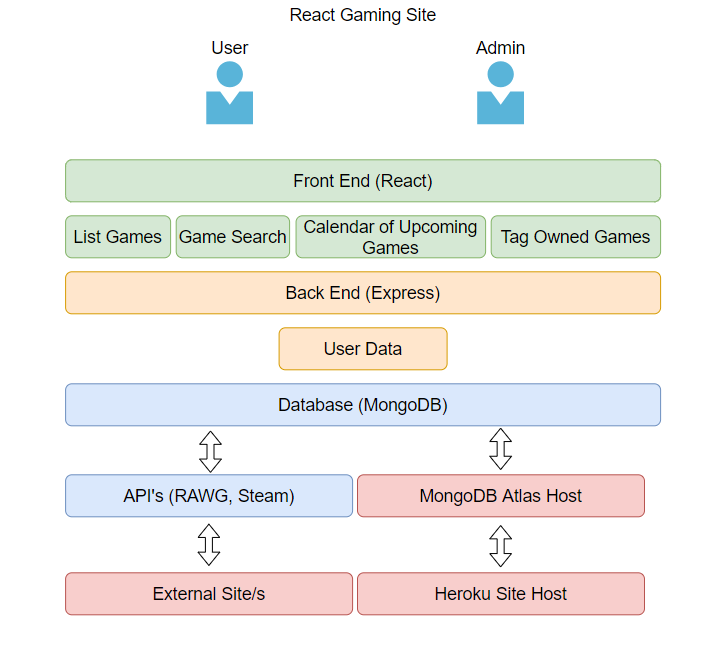 React Gaming Site
User
Admin
Front End (React)
List Games
Game Search
Calendar of Upcoming
Games
Tag Owned Games
Back End (Express)
User Data
Database (MongoDB)
API's (RAWG, Steam)
MongoDB Atlas Host
External Site/s
Heroku Site Host